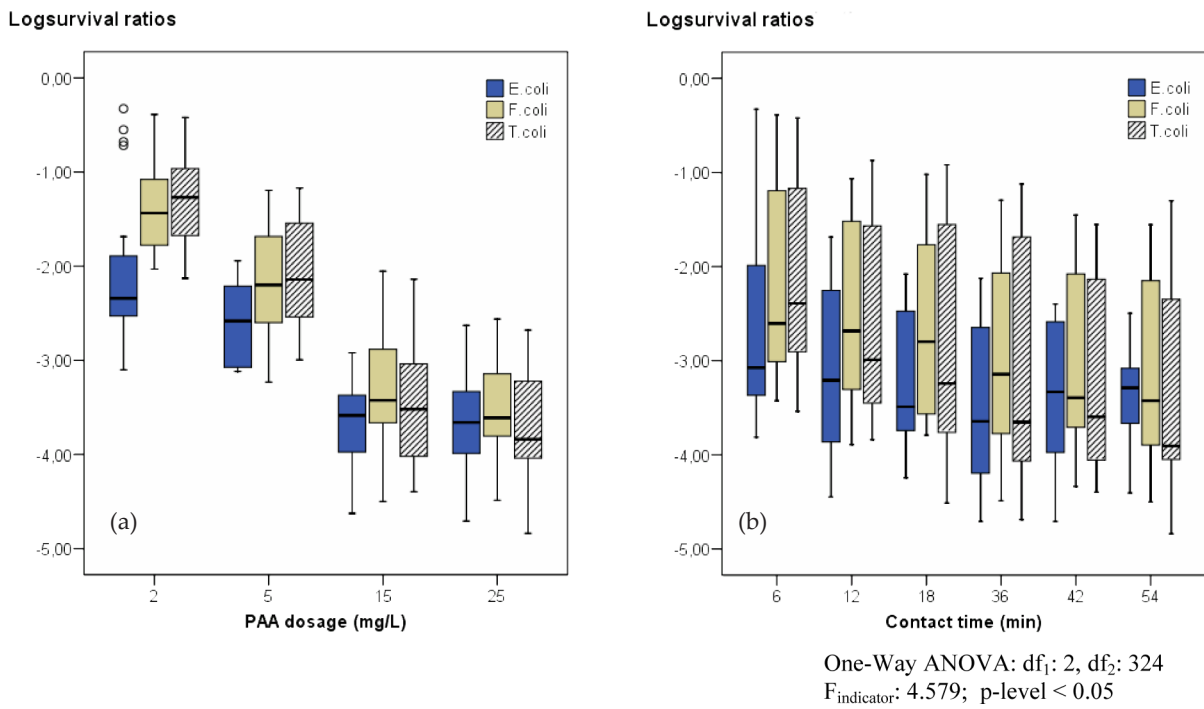 Logsurvival ratios
0,00
-1,00
-2,00
-3,00
-4,00
-5,00
E.coli
F.coli
T.coli
(a)
2 5 15 25
PAA dosage (mg/L)
Logsurvival ratios
0,00
-1,00
-2,00
-3,00
-4,00
-5,00
E.coli
F.coli
T.coli
(b)
6 12 18 36 42 54
Contact time (min)
One-Way ANOVA: df₁: 2, df₂: 324
Findicator: 4.579; p-level < 0.05